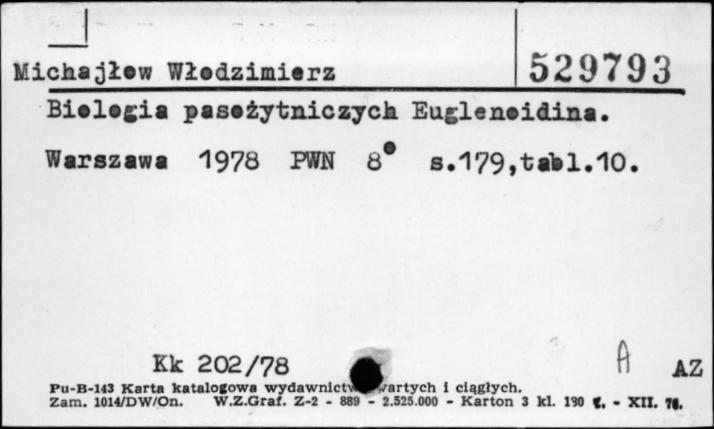 Michajłow Włodzimierz 529793
Biologia pasożytniczych Euglenoidina.
Warszawa 1978 PWN 8° s.179,tabl.10.
Kk 202/78 A AZ
Pu-B-143 Karta katalogowa wydawnictw zwartych i ciągłych.
Zam. 1014/DW/On. W.Z.Graf. Z-2 - 889 - 2.525.000 - Karton 3 kl. 190 g. - XII. 76.